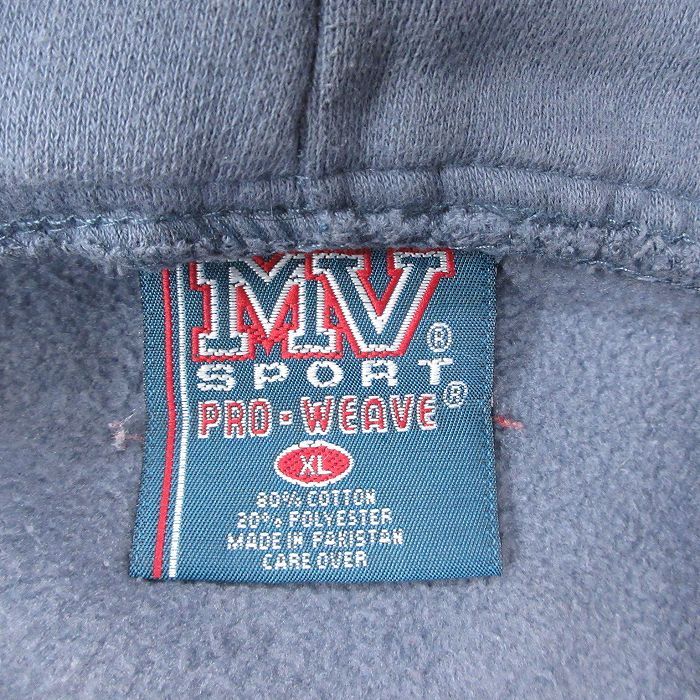 MV®
SPORT
PRO-WEAVE®
XL
80% COTTON
20% POLYESTER
MADE IN PAKISTAN
CARE OVER